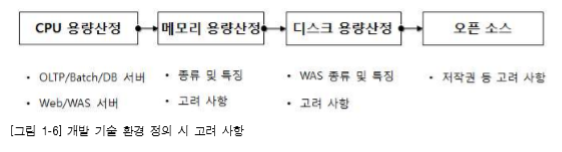 CPU 용량산정 메모리 용량산정 디스크 용량산정 오픈 소스
• OLTP/Batch/DB 서버 • 종류 및 특징 • WAS 종류 및 특징 • 저작권 등 고려 사항
• Web/WAS 서버 • 고려 사항 • 고려 사항
[그림 1-6] 개발 기술 환경 정의 시 고려 사항